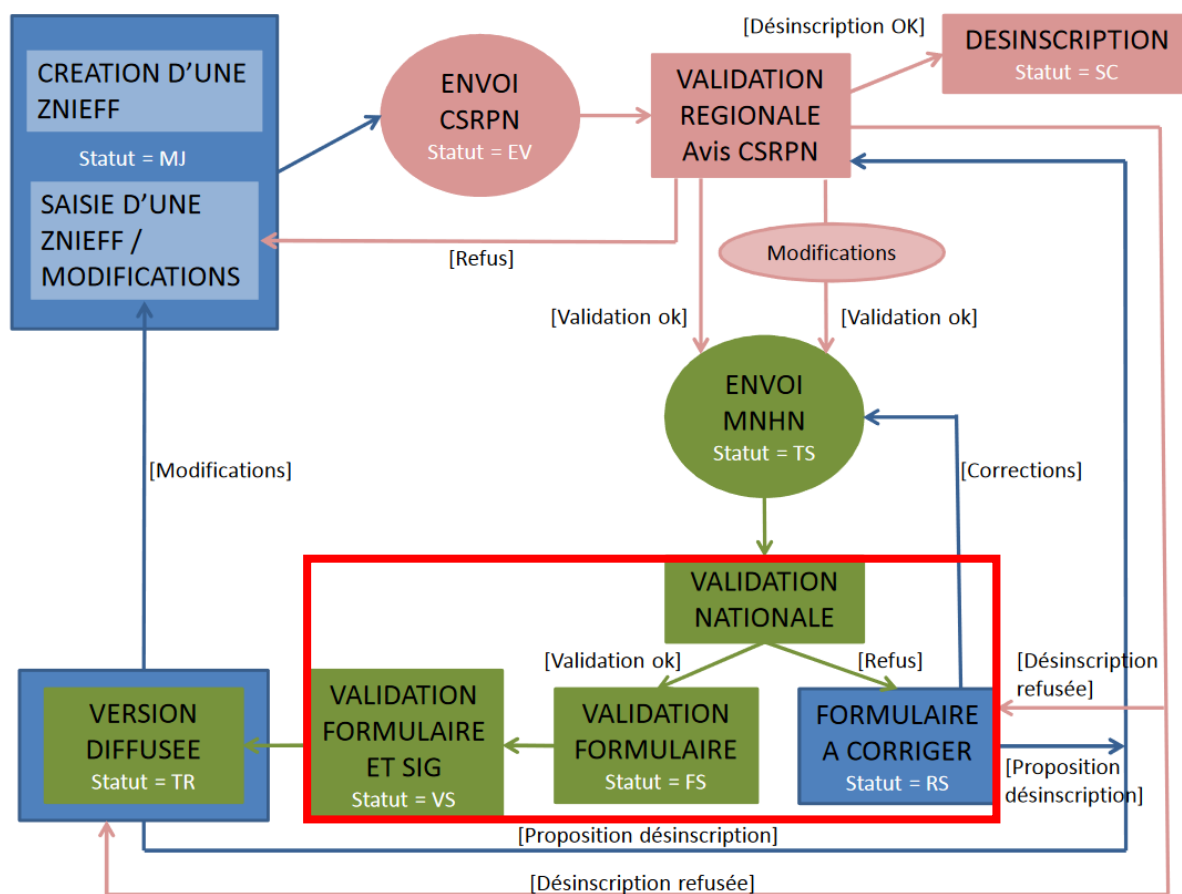 CREATION D'UNE
ZNIEFF
Statut = MJ
SAISIE D'UNE
ZNIEFF /
MODIFICATIONS
ENVOI
CSRPN
Statut = EV
VALIDATION
REGIONALE
Avis CSRPN
[Désinscription OK]
DESINSCRIPTION
Statut = SC
[Refus]
Modifications
[Validation ok]
[Validation ok]
ENVOI
MNHN
Statut = TS
[Modifications]
[Corrections]
VALIDATION
NATIONALE
[Validation ok]
[Refus]
[Désinscription
refusée]
VERSION
DIFFUSEE
Statut = TR
VALIDATION
FORMULAIRE
ET SIG
Statut = VS
VALIDATION
FORMULAIRE
Statut = FS
FORMULAIRE
A CORRIGER
Statut = RS
[Proposition
désinscription]
[Proposition désinscription]
[Désinscription refusée]